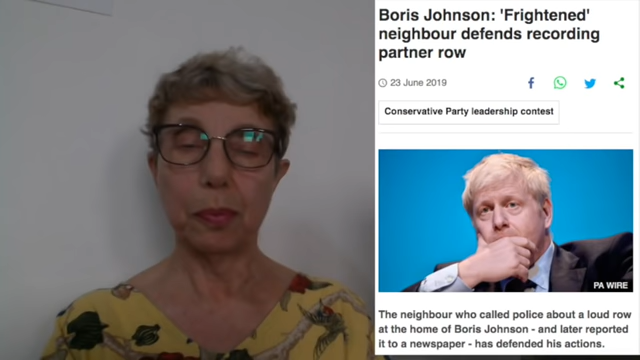 Boris Johnson: 'Frightened'
neighbour defends recording
partner row
23 June 2019
Conservative Party leadership contest
PA WIRE
The neighbour who called police about a loud row
at the home of Boris Johnson - and later reported
it to a newspaper - has defended his actions.